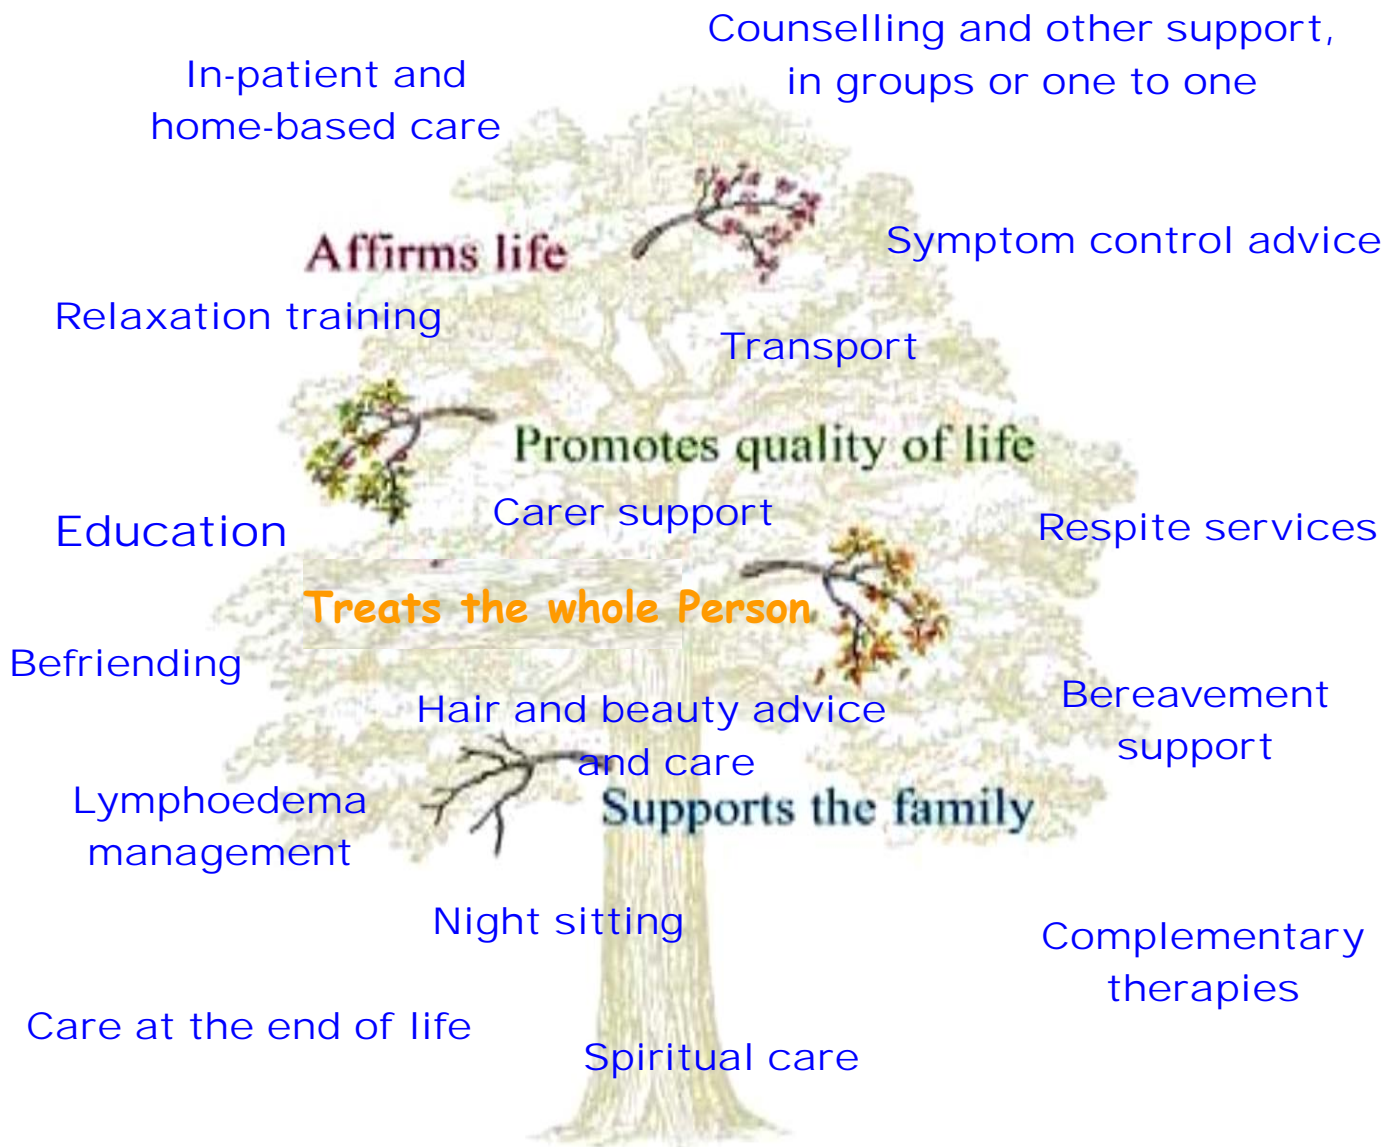 Counselling and other support,
in groups or one to one
In-patient and
home-based care
Affirms life
Symptom control advice
Relaxation training
Transport
Promotes quality of life
Carer support
Education
Respite services
Treats the whole Person
Befriending
Hair and beauty advice
and care
Bereavement
support
Lymphoedema
management
Supports the family
Night sitting
Complementary
therapies
Care at the end of life
Spiritual care